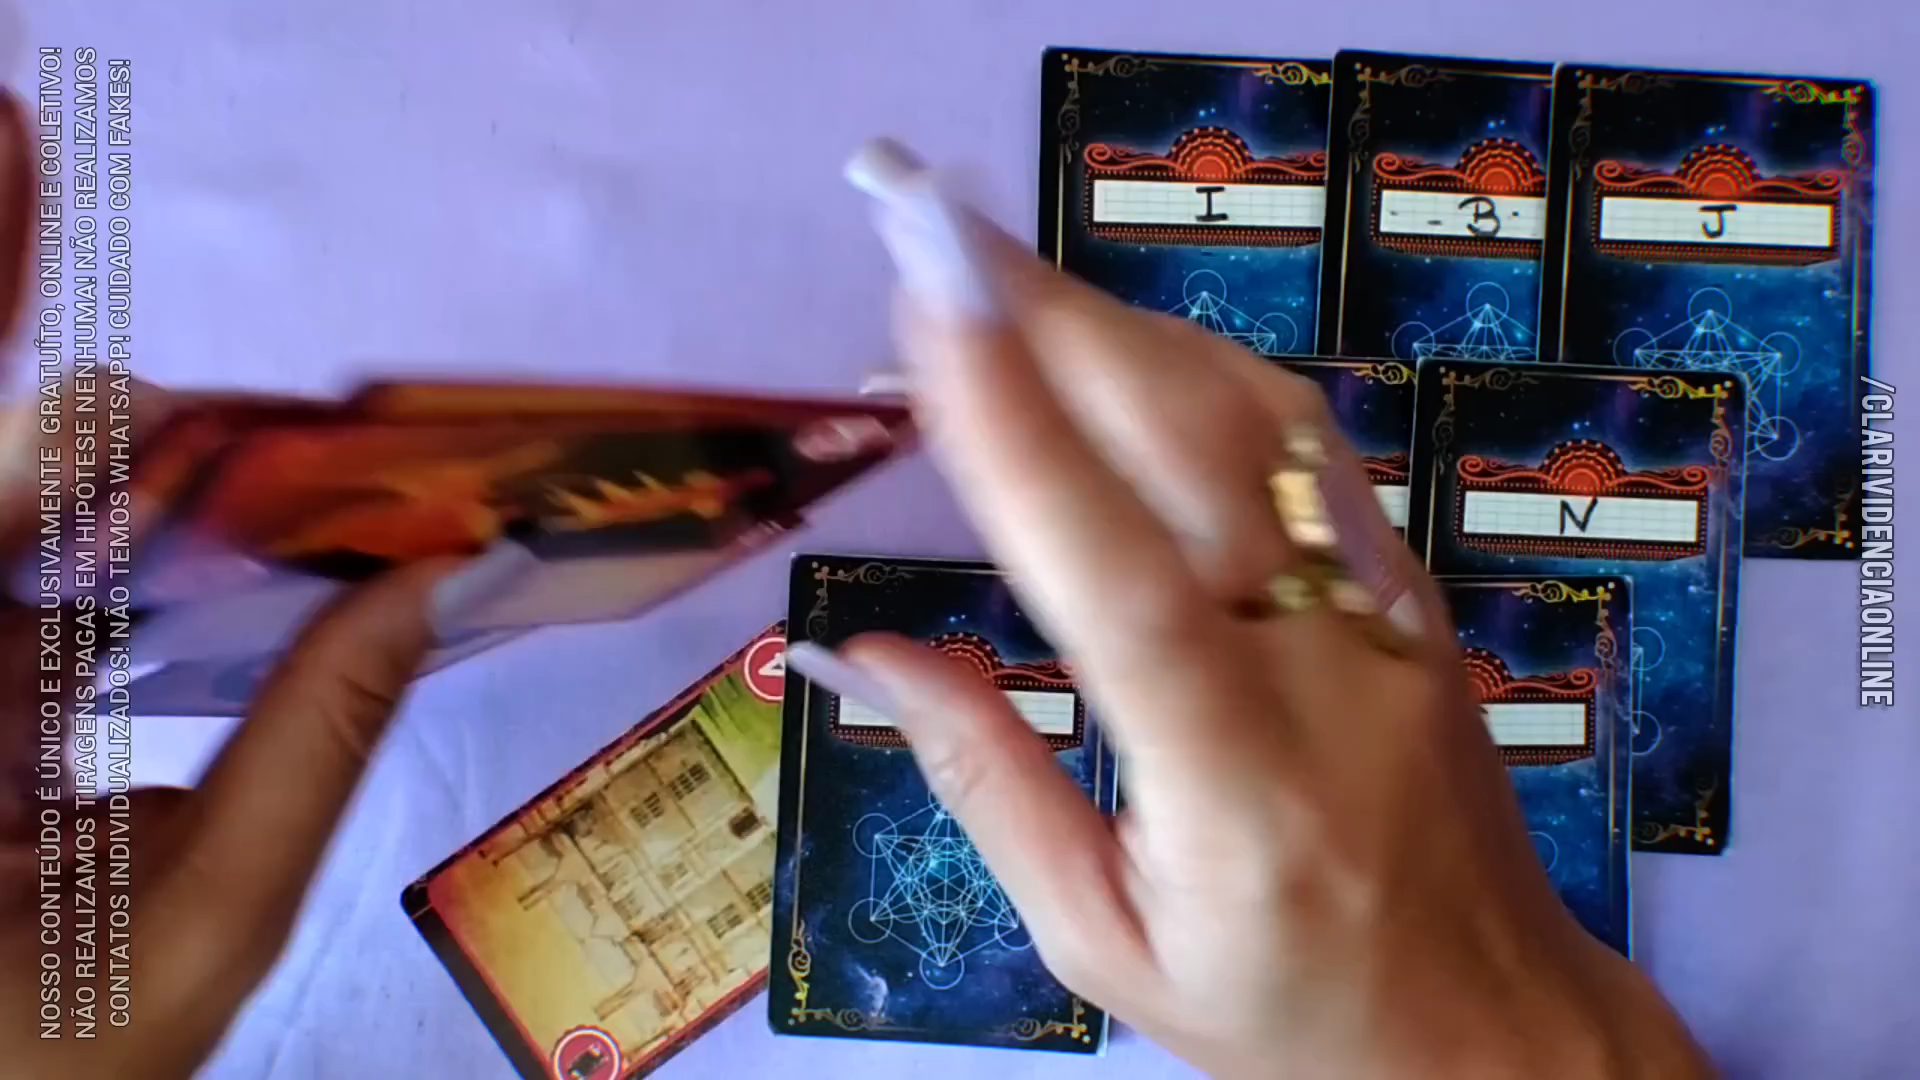 NOSSO CONTEÚDO É ÚNICO E EXCLUSIVAMENTE GRATUÍTO, ONLINE E COLETIVO!
NÃO REALIZAMOS TIRAGENS PAGAS EM HIPÓTESE NENHUMA! NÃO REALIZAMOS
CONTATOS INDIVIDUALIZADOS! NÃO TEMOS WHATSAPP! CUIDADO COM FAKES!
I
B
J
N
/CLARIVIDENCIAONLINE